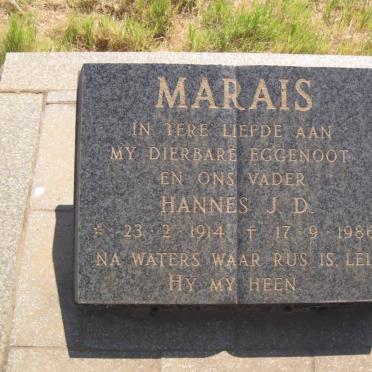 MARAIS
IN TERE LIEFDE AAN
MY DIERBARE EGGENOOT
EN ONS VADER
HANNES J. D.
* 23 2 1914 † 17 9 1986
NA WATERS WAAR RUS IS, LEI
HY MY HEEN.